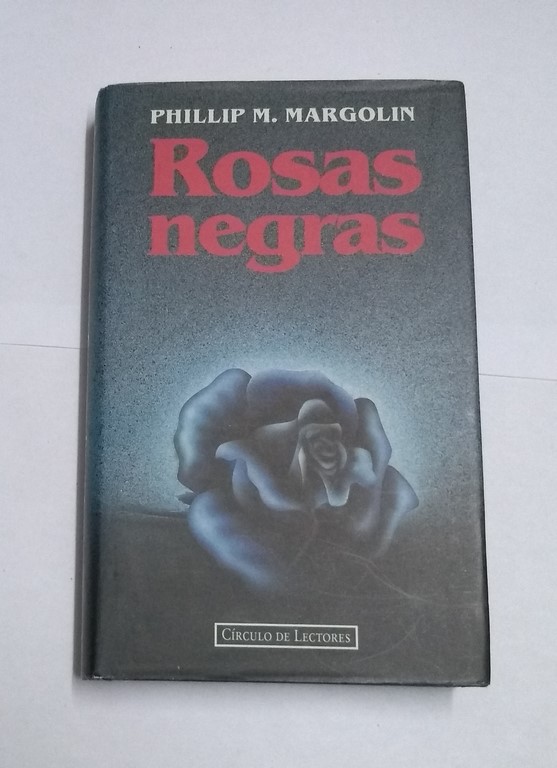 PHILLIP M. MARGOLIN
Rosas
negras
CÍRCULO DE LECTORES